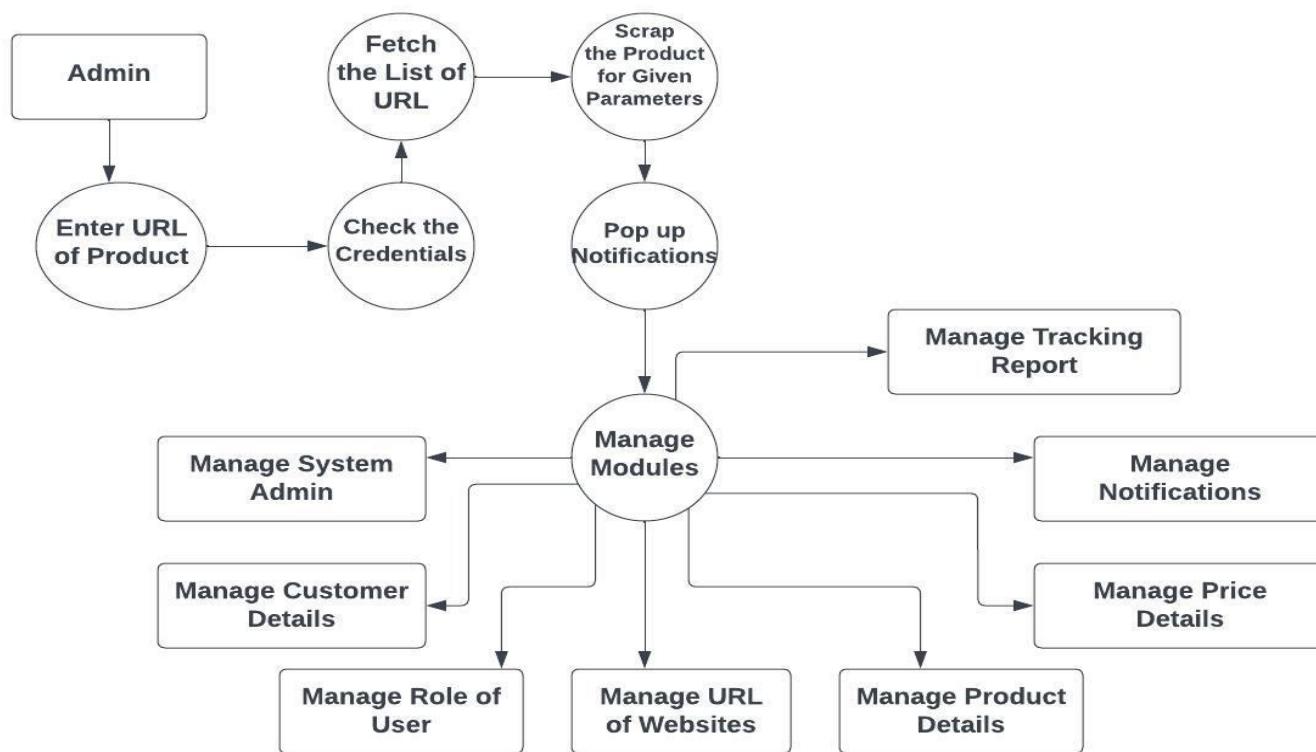 Admin
Fetch
the List of
URL
Scrap
the Product
for Given
Parameters
Enter URL
of Product
Check the
Credentials
Pop up
Notifications
Manage Tracking
Report
Manage
Modules
Manage System
Admin
Manage
Notifications
Manage Customer
Details
Manage Price
Details
Manage Role of
User
Manage URL
of Websites
Manage Product
Details